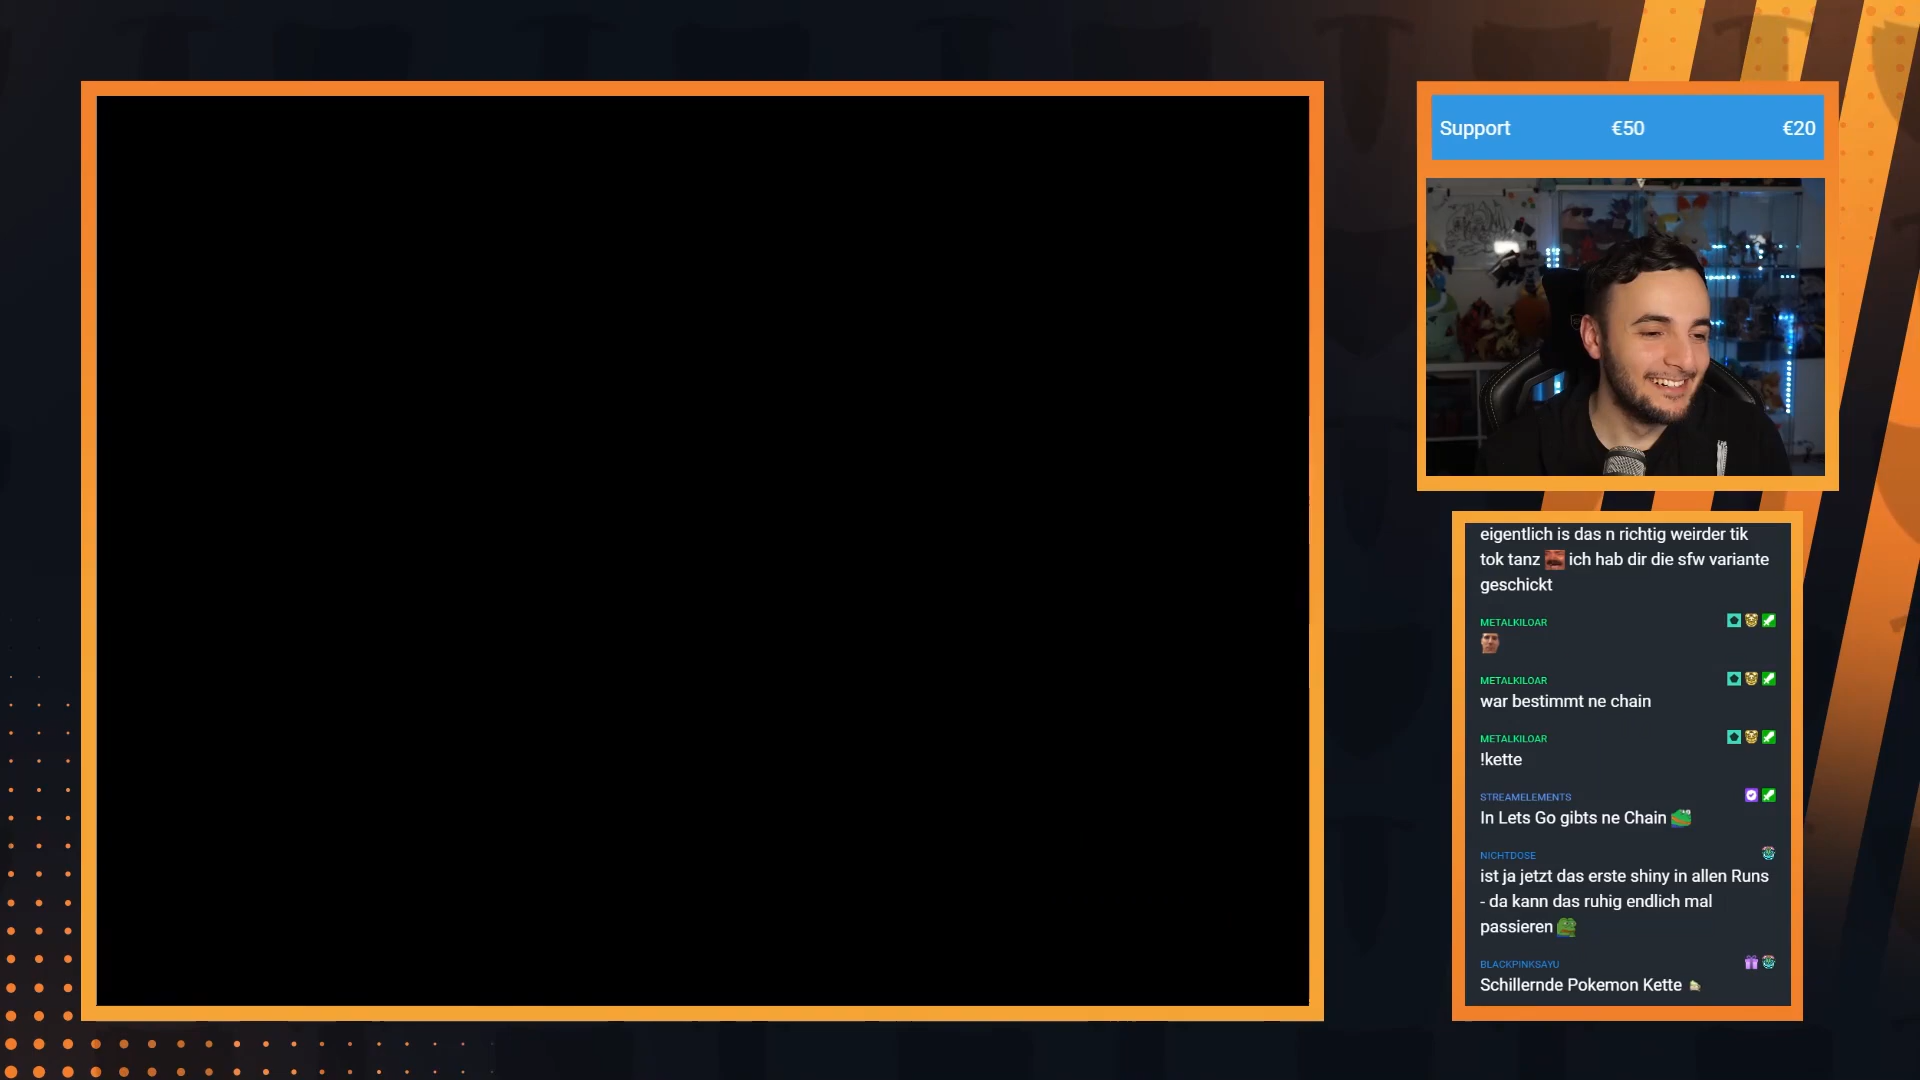 Support €50 €20
eigentlich is das n richtig weirder tik
tok tanz ich hab dir die sfw variante
geschickt
METALKILOAR
METALKILOAR
war bestimmt ne chain
METALKILOAR
!kette
STREAMELEMENTS
In Lets Go gibts ne Chain
NICHTDOSE
ist ja jetzt das erste shiny in allen Runs
- da kann das ruhig endlich mal
passieren
BLACKPINKSAYU
Schillernde Pokemon Kette